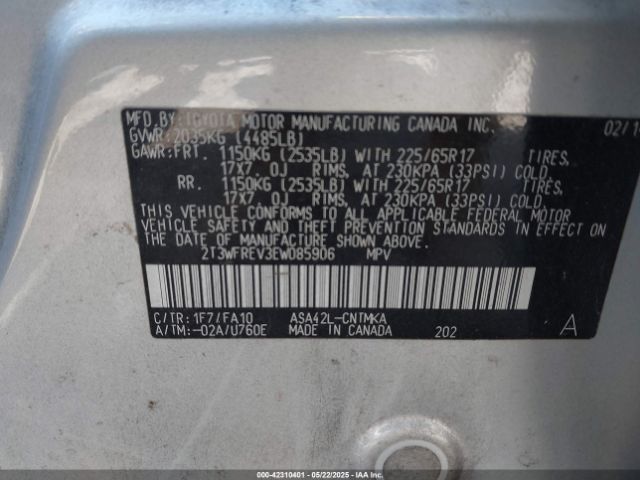 MFD. BY: TOYOTA MOTOR MANUFACTURING CANADA INC. 02/1
GVWR: 2035KG (4485LB)
GAWR: FRT. 1150KG (2535LB) WITH 225/65R17 TIRES,
17X7. 0J RIMS, AT 230KPA (33PSI) COLD.
RR. 1150KG (2535LB) WITH 225/65R17 TIRES,
17X7. 0J RIMS, AT 230KPA (33PSI) COLD.
THIS VEHICLE CONFORMS TO ALL APPLICABLE FEDERAL MOTOR
VEHICLE SAFETY AND THEFT PREVENTION STANDARDS IN EFFECT ON
THE DATE OF MANUFACTURE SHOWN ABOVE.
2T3WFREV3EW085906 MPV
C/TR: 1F7/FA10 ASA42L-CNTMKA
A/TM: -02A/U760E MADE IN CANADA 202 A
000-42310401 - 05/22/2025 - IAA Inc.